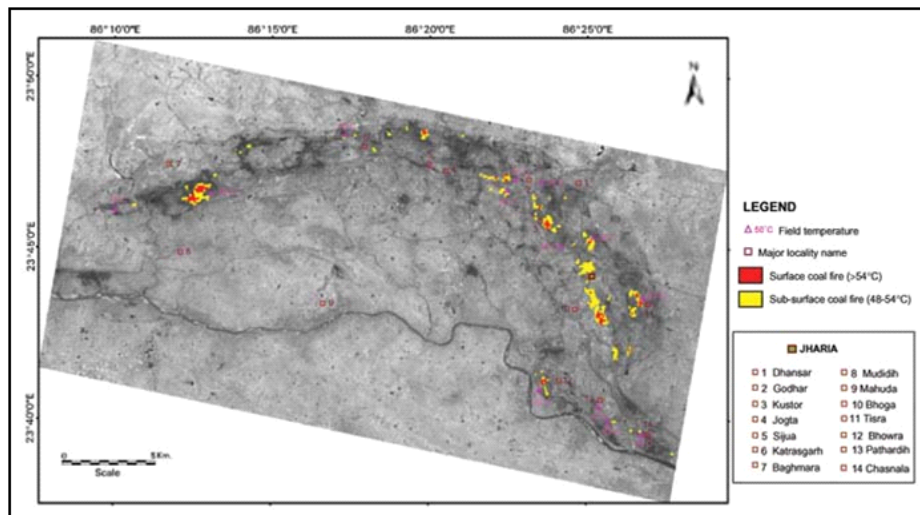 86°10'0"E 86°15'0"E 86°20'0"E 86°25'0"E
23°50'0"E
23°45'0"E
23°40'0"E
N
5Km.
Scale
LEGEND
Field temperature
Major locality name
Surface coal fire (>54°C)
Sub-surface coal fire (48-54°C)
JHARIA
1 Dhansar
2 Godhar
3 Kustor
4 Jogta
5 Sijua
6 Katrasgarh
7 Baghmara
8 Mudidih
9 Mahuda
10 Bhoga
11 Tisra
12 Bhowra
13 Pathardih
14 Chasnala